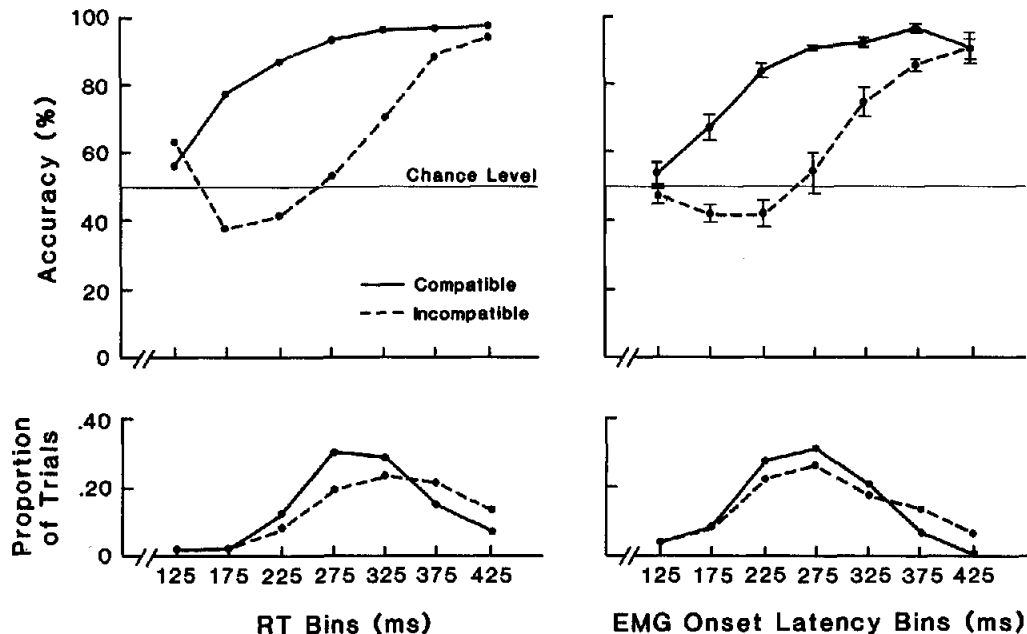 100
80
60
40
20
0
Accuracy (%)
Chance Level
Compatible
Incompatible
.40
.20
0
Proportion
of Trials
125 175 225 275 325 375 425
RT Bins (ms)
125 175 225 275 325 375 425
EMG Onset Latency Bins (ms)